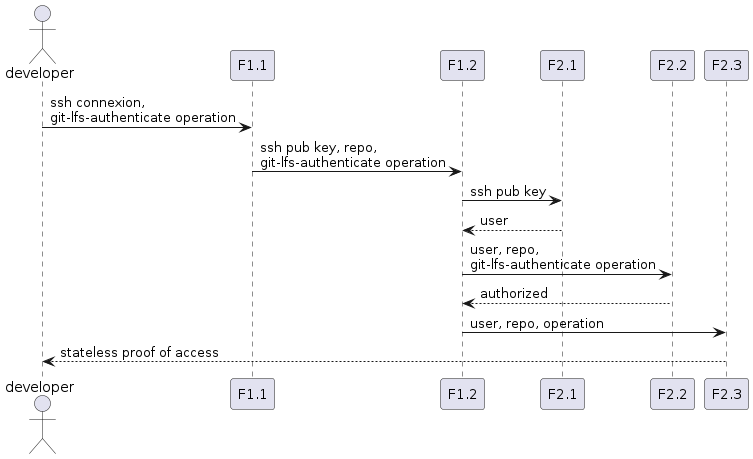 developer
F1.1
F1.2
F2.1
F2.2
F2.3
ssh connexion,
git-lfs-authenticate operation
ssh pub key, repo,
git-lfs-authenticate operation
ssh pub key
user
user, repo,
git-lfs-authenticate operation
authorized
user, repo, operation
stateless proof of access
developer
F1.1
F1.2
F2.1
F2.2
F2.3